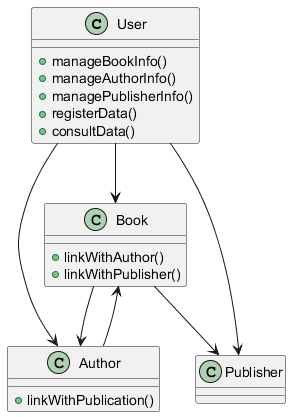 C User
manageBookInfo()
manageAuthorInfo()
managePublisherInfo()
registerData()
consultData()
C Book
linkWithAuthor()
linkWithPublisher()
C Author
linkWithPublication()
C Publisher